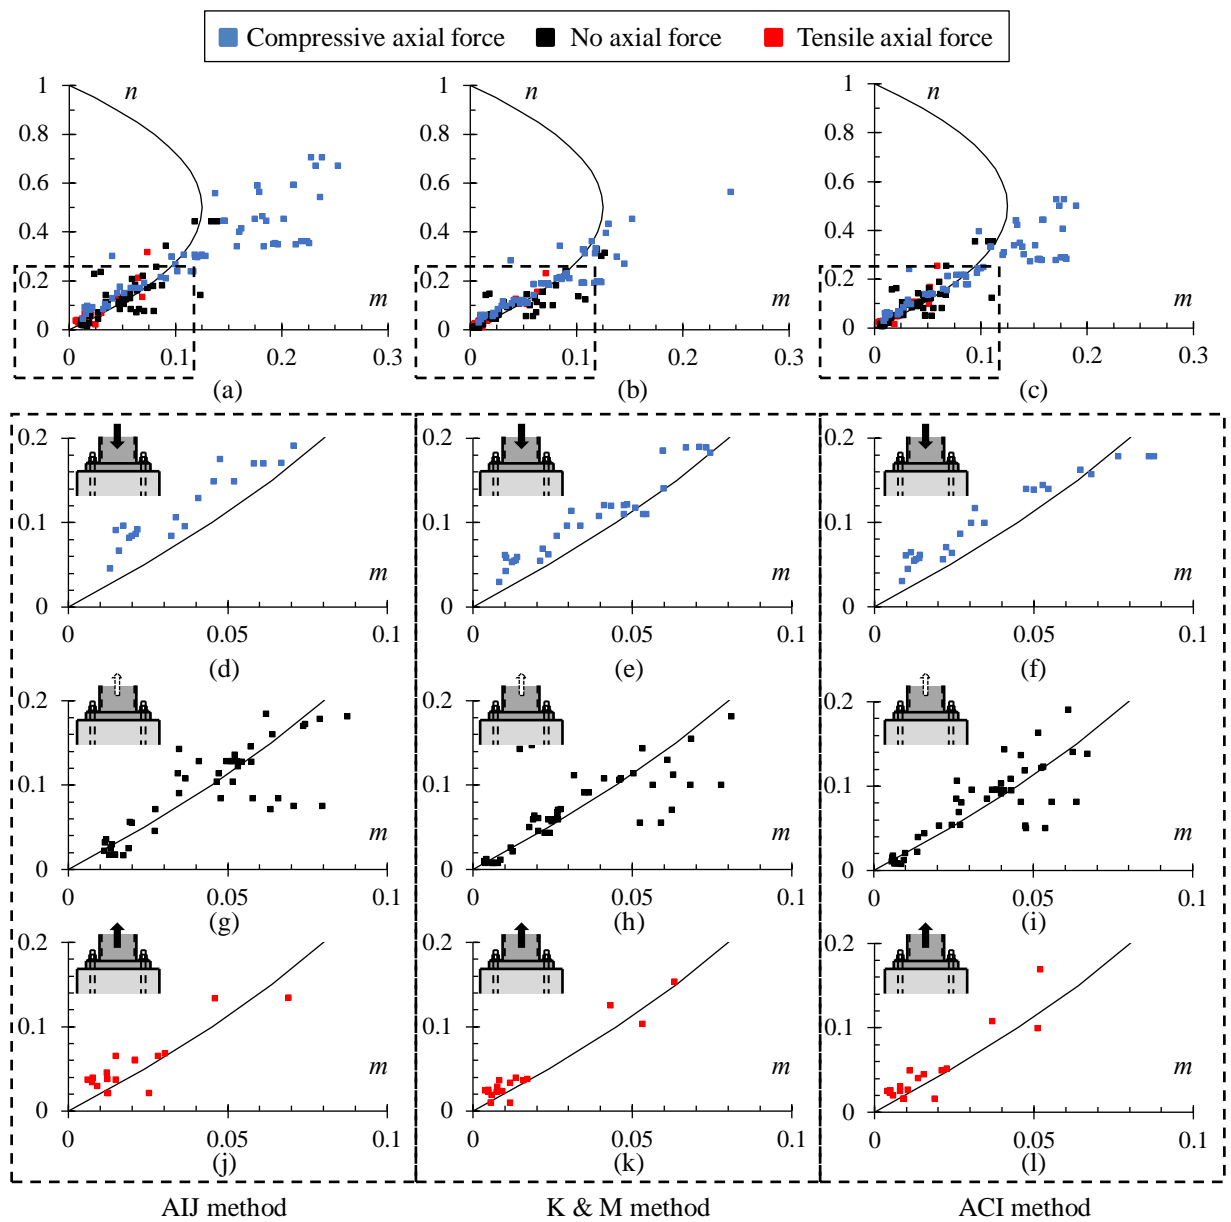 Compressive axial force No axial force Tensile axial force
1 n 1 n 1 n
0.8 0.8 0.8
0.6 0.6 0.6
0.4 0.4 0.4
0.2 m 0.2 m 0.2 m
0 0 0
0 0.1 0.2 0.3 0 0.1 0.2 0.3 0 0.1 0.2 0.3
(a) (b) (c)
0.2 0.2 0.2
0.1 0.1 0.1
m m m
0 0 0
0 0.05 0.1 0 0.05 0.1 0 0.05 0.1
(d) (e) (f)
0.2 0.2 0.2
0.1 0.1 0.1
m m m
0 0 0
0 0.05 0.1 0 0.05 0.1 0 0.05 0.1
(g) (h) (i)
0.2 0.2 0.2
0.1 0.1 0.1
m m m
0 0 0
0 0.05 0.1 0 0.05 0.1 0 0.05 0.1
(j) (k) (l)
AIJ method K & M method ACI method